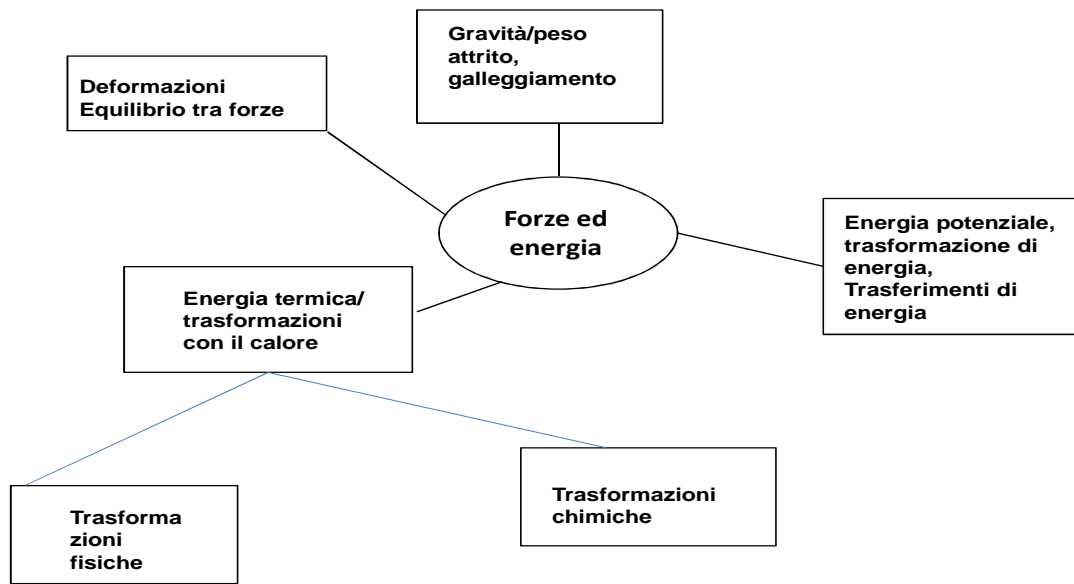 Gravità/peso
attrito,
galleggiamento
Deformazioni
Equilibrio tra forze
Forze ed
energia
Energia potenziale,
trasformazione di
energia,
Trasferimenti di
energia
Energia termica/
trasformazioni
con il calore
Trasforma
zioni
fisiche
Trasformazioni
chimiche